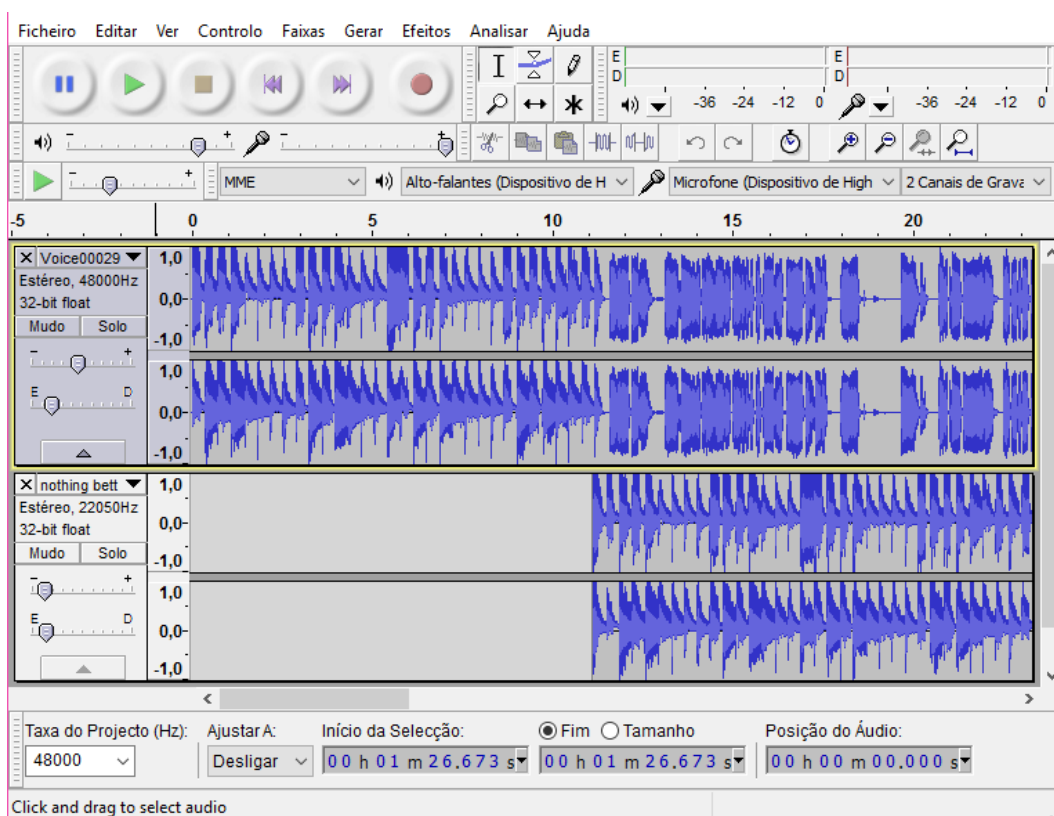 Ficheiro Editar Ver Controlo Faixas Gerar Efeitos Analisar Ajuda
E
D
-36 -24 -12 0
E
D
-36 -24 -12 0
- +
- +
- +
MME
Alto-falantes (Dispositivo de H
Microfone (Dispositivo de High
2 Canais de Grava
-5 0 5 10 15 20
X Voice00029
Estéreo, 48000Hz
32-bit float
Mudo Solo
- +
E D
1,0
0,0-
-1,0
1,0
0,0-
-1,0
X nothing bett
Estéreo, 22050Hz
32-bit float
Mudo Solo
- +
E D
1,0
0,0-
-1,0
1,0
0,0-
-1,0
Taxa do Projecto (Hz): Ajustar A: Início da Selecção: Fim Tamanho Posição do Áudio:
48000 Desligar 00 h 01 m 26.673 s 00 h 01 m 26.673 s 00 h 00 m 00.000 s
Click and drag to select audio